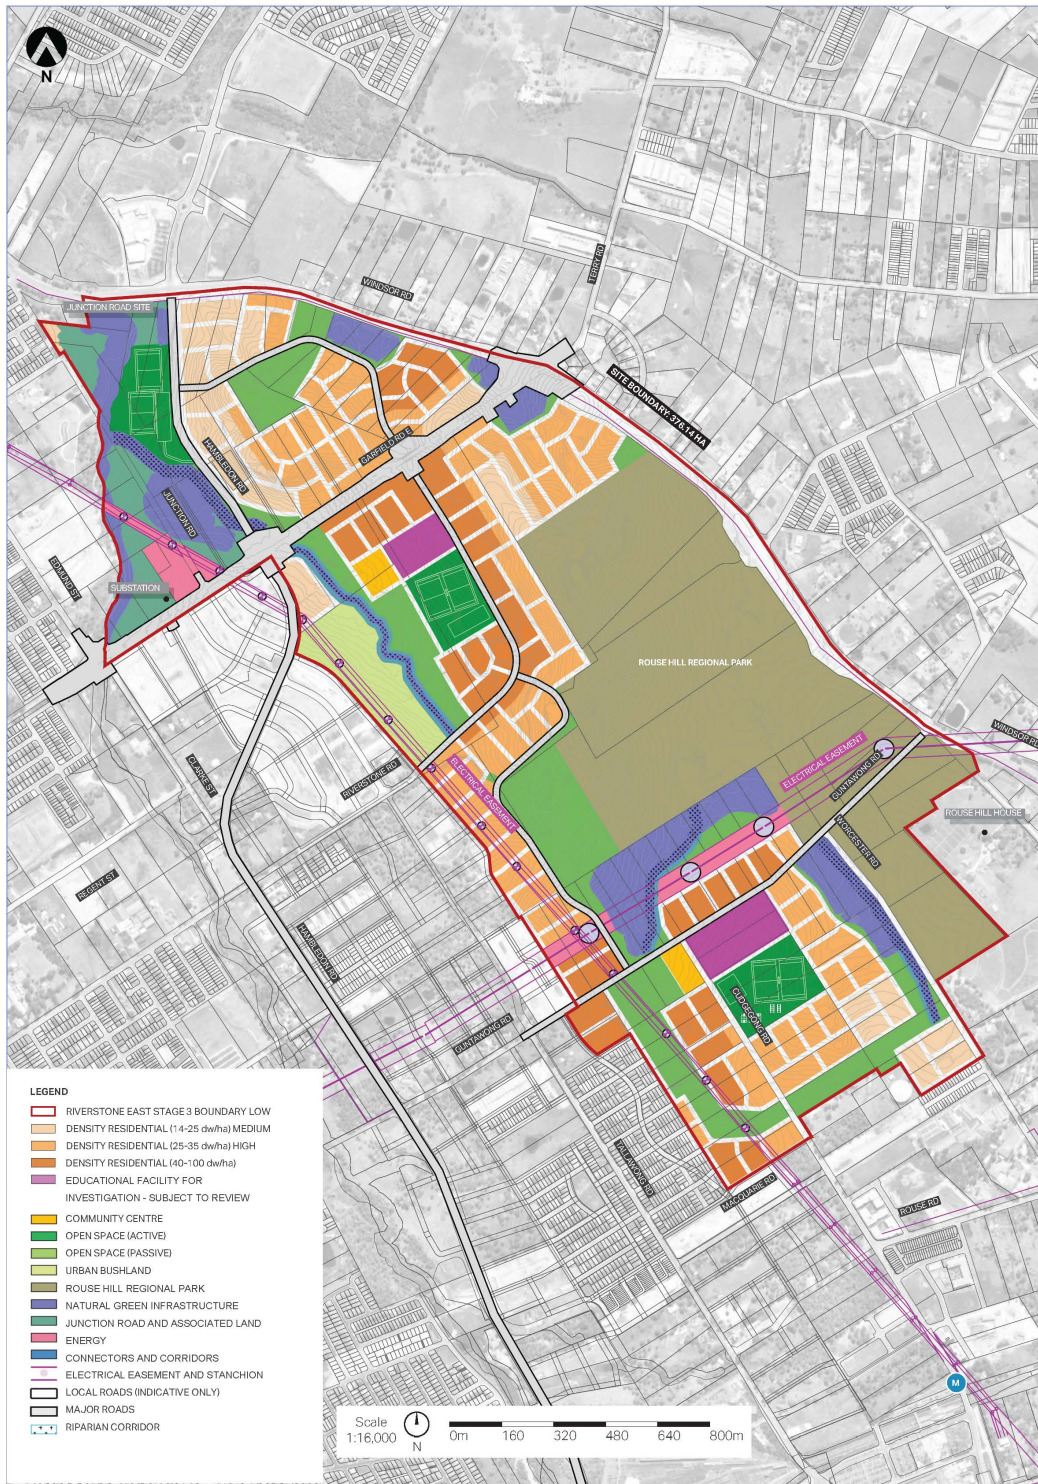 N
WINDSOR RD
TERRY RD
JUNCTION ROAD SITE
SITE BOUNDARY: 376.14 HA
GARFIELD RD E
HAMBLEDON RD
JUNCTION RD
EDMUND ST
SUBSTATION
ROUSE HILL REGIONAL PARK
WINDSOR RD
CLARKE ST
RIVERSTONE RD
ELECTRICAL EASEMENT
ELECTRICAL EASEMENT
GUNTAWONG RD
ROUSE HILL HOUSE
WORCESTER RD
REGENT ST
HAMBLEDON RD
GUNTAWONG RD
CUDGEGONG RD
TALLAWONG RD
MACQUARIE RD
ROUSE RD
M
LEGEND
RIVERSTONE EAST STAGE 3 BOUNDARY LOW
DENSITY RESIDENTIAL (14-25 dw/ha) MEDIUM
DENSITY RESIDENTIAL (25-35 dw/ha) HIGH
DENSITY RESIDENTIAL (40-100 dw/ha)
EDUCATIONAL FACILITY FOR
INVESTIGATION - SUBJECT TO REVIEW
COMMUNITY CENTRE
OPEN SPACE (ACTIVE)
OPEN SPACE (PASSIVE)
URBAN BUSHLAND
ROUSE HILL REGIONAL PARK
NATURAL GREEN INFRASTRUCTURE
JUNCTION ROAD AND ASSOCIATED LAND
ENERGY
CONNECTORS AND CORRIDORS
ELECTRICAL EASEMENT AND STANCHION
LOCAL ROADS (INDICATIVE ONLY)
MAJOR ROADS
RIPARIAN CORRIDOR
Scale
1:16,000
N
0m 160 320 480 640 800m